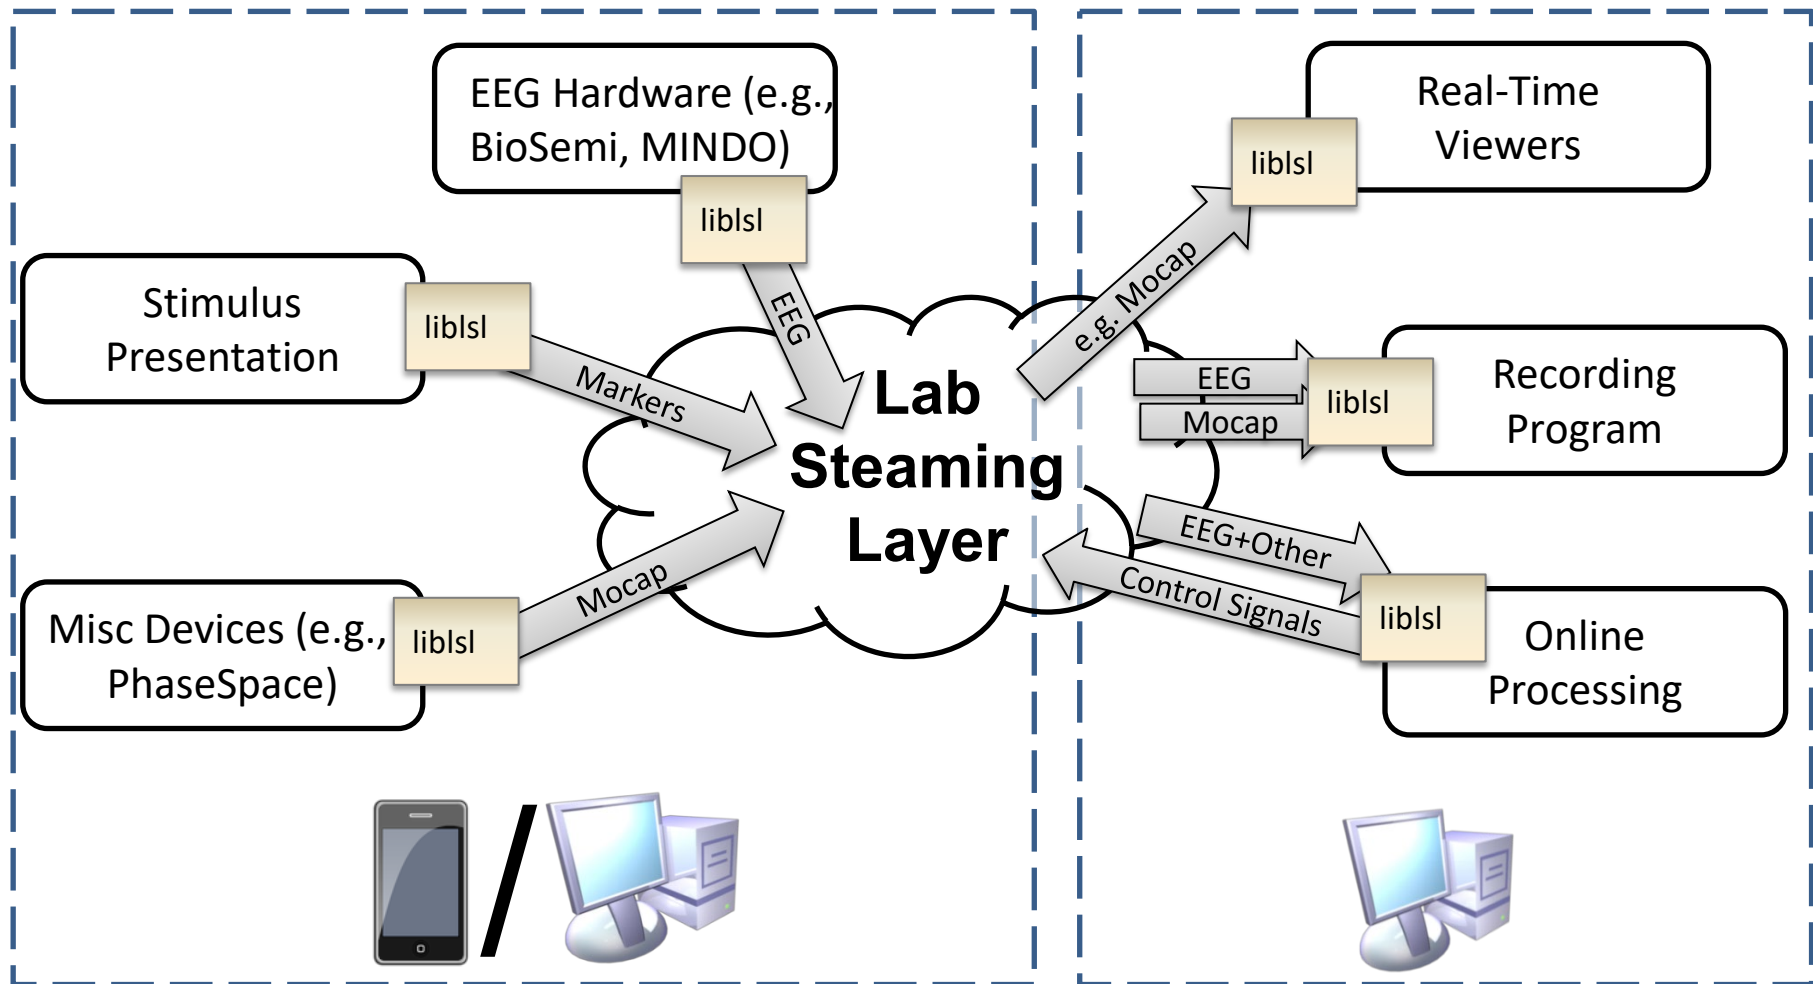 EEG Hardware (e.g.,
BioSemi, MINDO)
liblsl
EEG
Stimulus
Presentation
liblsl
Markers
Misc Devices (e.g.,
PhaseSpace)
liblsl
Mocap
Lab
Steaming
Layer
Real-Time
Viewers
liblsl
e.g. Mocap
Recording
Program
liblsl
EEG
Mocap
EEG+Other
Control Signals
liblsl
Online
Processing
/